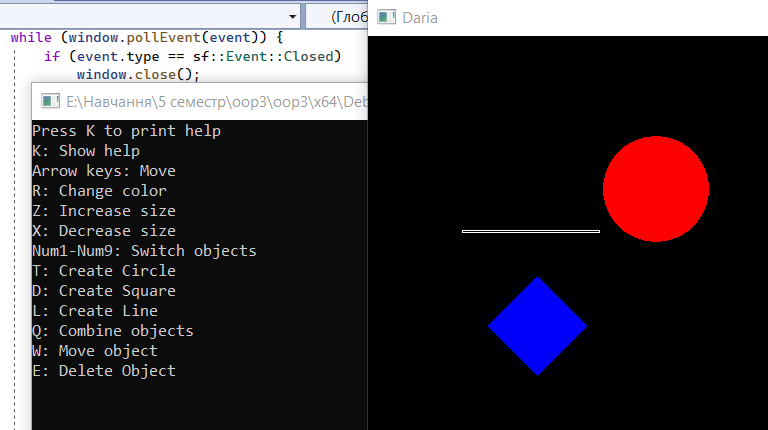 (Глоб
while (window.pollEvent(event)) {
if (event.type == sf::Event::Closed)
window.close();
E:\Навчання\5 семестр\oop3\oop3\x64\Deb
Press K to print help
K: Show help
Arrow keys: Move
R: Change color
Z: Increase size
X: Decrease size
Num1-Num9: Switch objects
T: Create Circle
D: Create Square
L: Create Line
Q: Combine objects
W: Move object
E: Delete Object
Daria